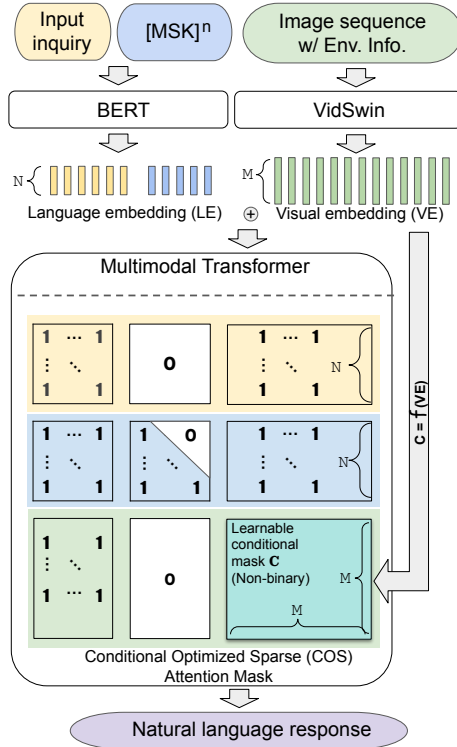 Input inquiry
[MSK]ⁿ
Image sequence w/ Env. Info.
BERT
VidSwin
N
M
Language embedding (LE)
⊕
Visual embedding (VE)
Multimodal Transformer
C = f (VE)
1 ⋯ 1
⋮ ⋱
1 1
0
1 ⋯ 1
⋮ ⋱
1 1
N
1 ⋯ 1
⋮ ⋱
1 1
1 0
⋮ ⋱
1 1
1 ⋯ 1
⋮ ⋱
1 1
N
1 1
⋮ ⋱
1 ⋯ 1
0
Learnable
conditional
mask C
(Non-binary)
M
M
Conditional Optimized Sparse (COS)
Attention Mask
Natural language response